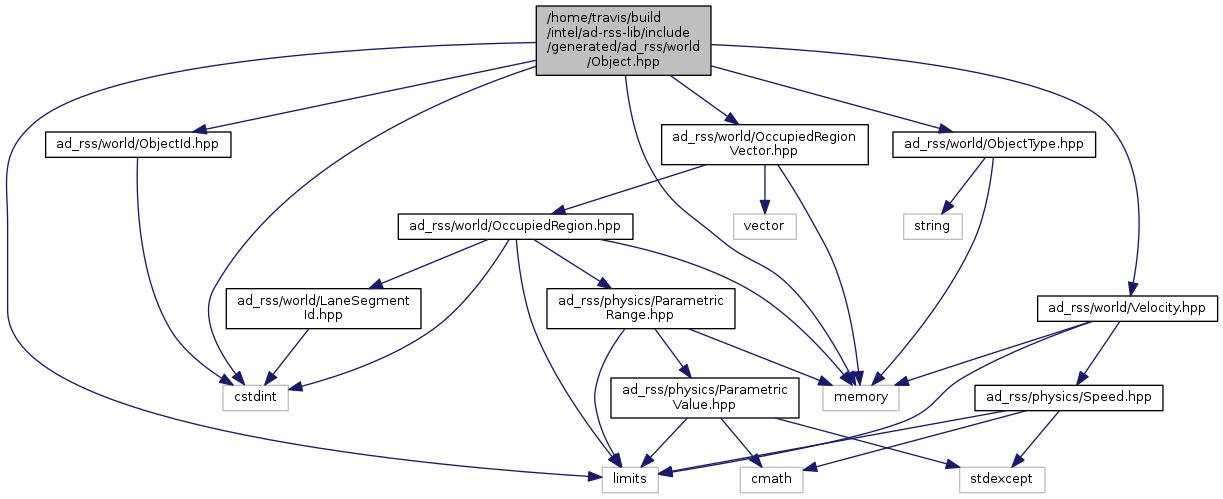 /home/travis/build
/intel/ad-rss-lib/include
/generated/ad_rss/world
/Object.hpp
ad_rss/world/ObjectId.hpp
ad_rss/world/OccupiedRegion
Vector.hpp
ad_rss/world/ObjectType.hpp
ad_rss/world/OccupiedRegion.hpp
vector
string
ad_rss/world/LaneSegment
Id.hpp
ad_rss/physics/Parametric
Range.hpp
ad_rss/world/Velocity.hpp
cstdint
ad_rss/physics/Parametric
Value.hpp
memory
ad_rss/physics/Speed.hpp
limits
cmath
stdexcept